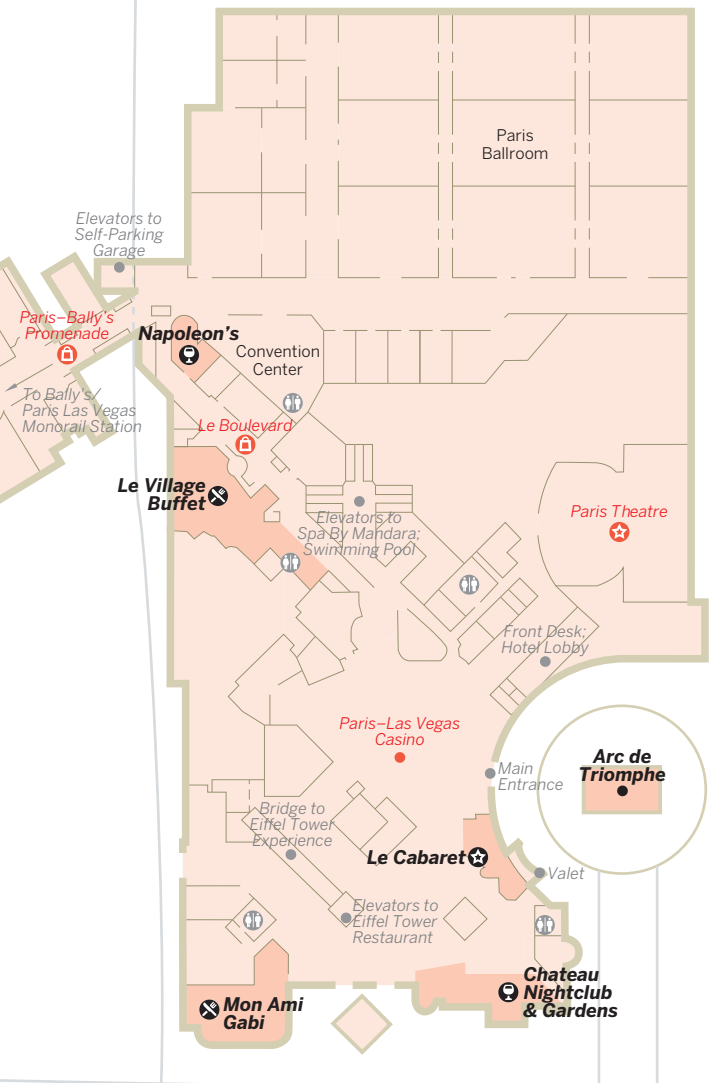 Paris
Ballroom
Elevators to
Self-Parking
Garage
Paris–Bally's
Promenade
Napoleon's
Convention
Center
To Bally's/
Paris Las Vegas
Monorail Station
Le Boulevard
Le Village
Buffet
Elevators to
Spa By Mandara;
Swimming Pool
Paris Theatre
Front Desk;
Hotel Lobby
Paris–Las Vegas
Casino
Main
Entrance
Arc de
Triomphe
Bridge to
Eiffel Tower
Experience
Le Cabaret
Valet
Elevators to
Eiffel Tower
Restaurant
Mon Ami
Gabi
Chateau
Nightclub
& Gardens